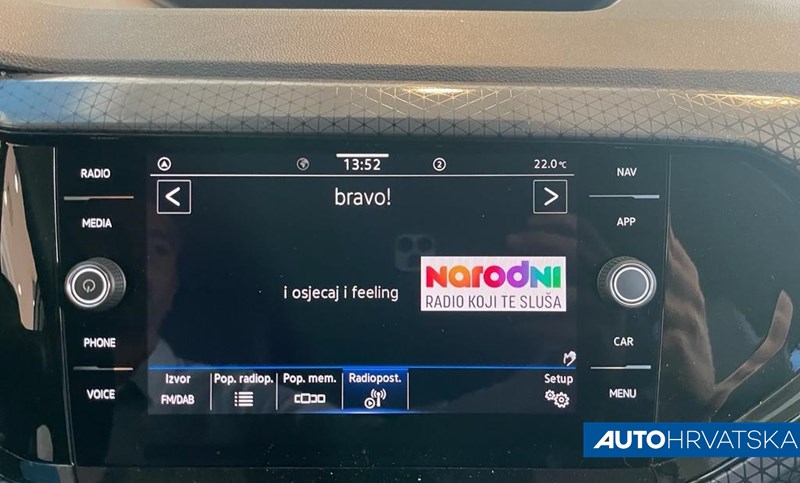 RADIO
MEDIA
PHONE
VOICE
13:52
2
22.0°C
<
bravo!
>
i osjecaj i feeling
NARODNI
RADIO KOJI TE SLUŠA
Izvor
FM/DAB
Pop. radiop.
Pop. mem.
Radiopost.
Setup
NAV
APP
CAR
MENU
AUTOHRVATSKA